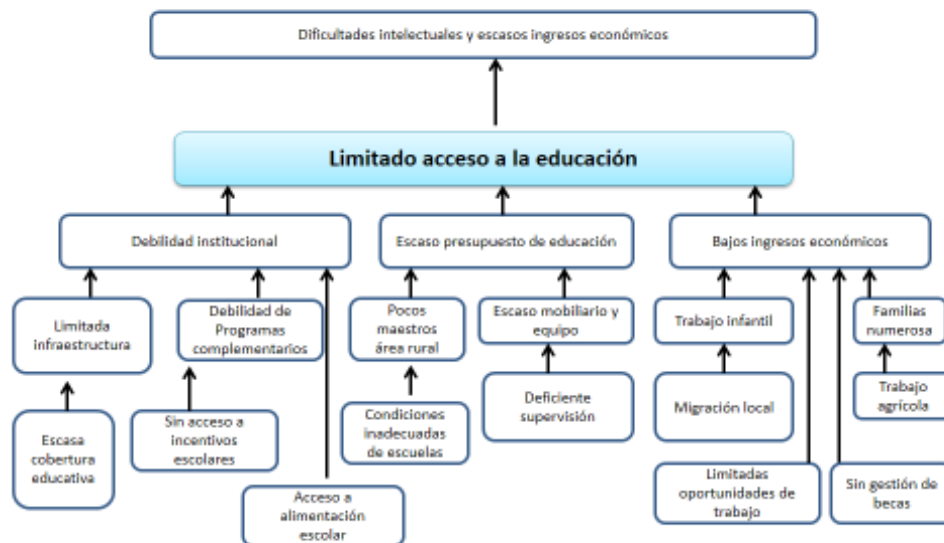 Dificultades intelectuales y escasos ingresos económicos
Limitado acceso a la educación
Debilidad institucional
Escaso presupuesto de educación
Bajos ingresos económicos
Limitada
infraestructura
Debilidad de
Programas
complementarios
Pocos
maestros
área rural
Escaso mobiliario y
equipo
Trabajo infantil
Familias
numerosa
Escasa
cobertura
educativa
Sin acceso a
incentivos
escolares
Condiciones
inadecuadas
de escuelas
Deficiente
supervisión
Migración local
Trabajo
agrícola
Acceso a
alimentación
escolar
Limitadas
oportunidades de
trabajo
Sin gestión de
becas